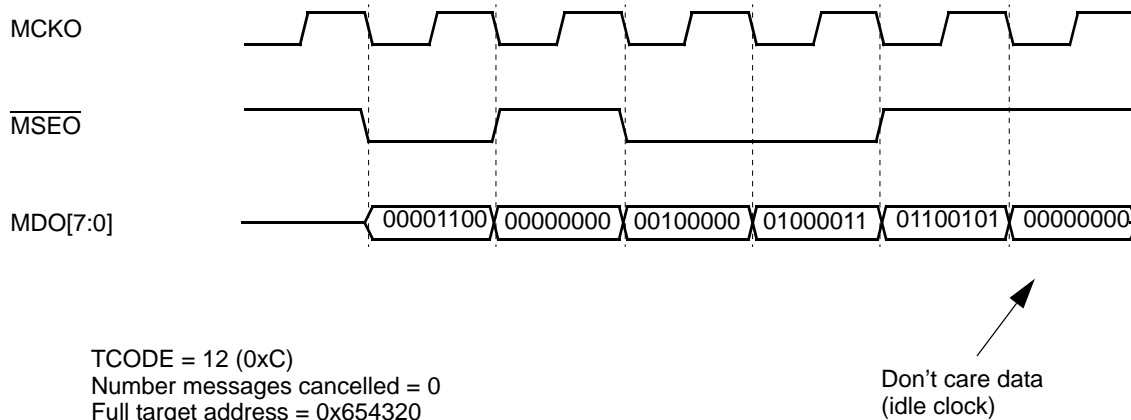 MCKO
MSEO
MDO[7:0]
00001100 00000000 00100000 01000011 01100101 00000000
TCODE = 12 (0xC)
Number messages cancelled = 0
Full target address = 0x654320
Don't care data
(idle clock)